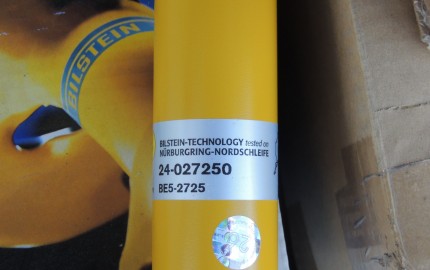 BILSTEIN
BILSTEIN-TECHNOLOGY tested on
NÜRBURGRING-NORDSCHLEIFE
24-027250
BE5-2725